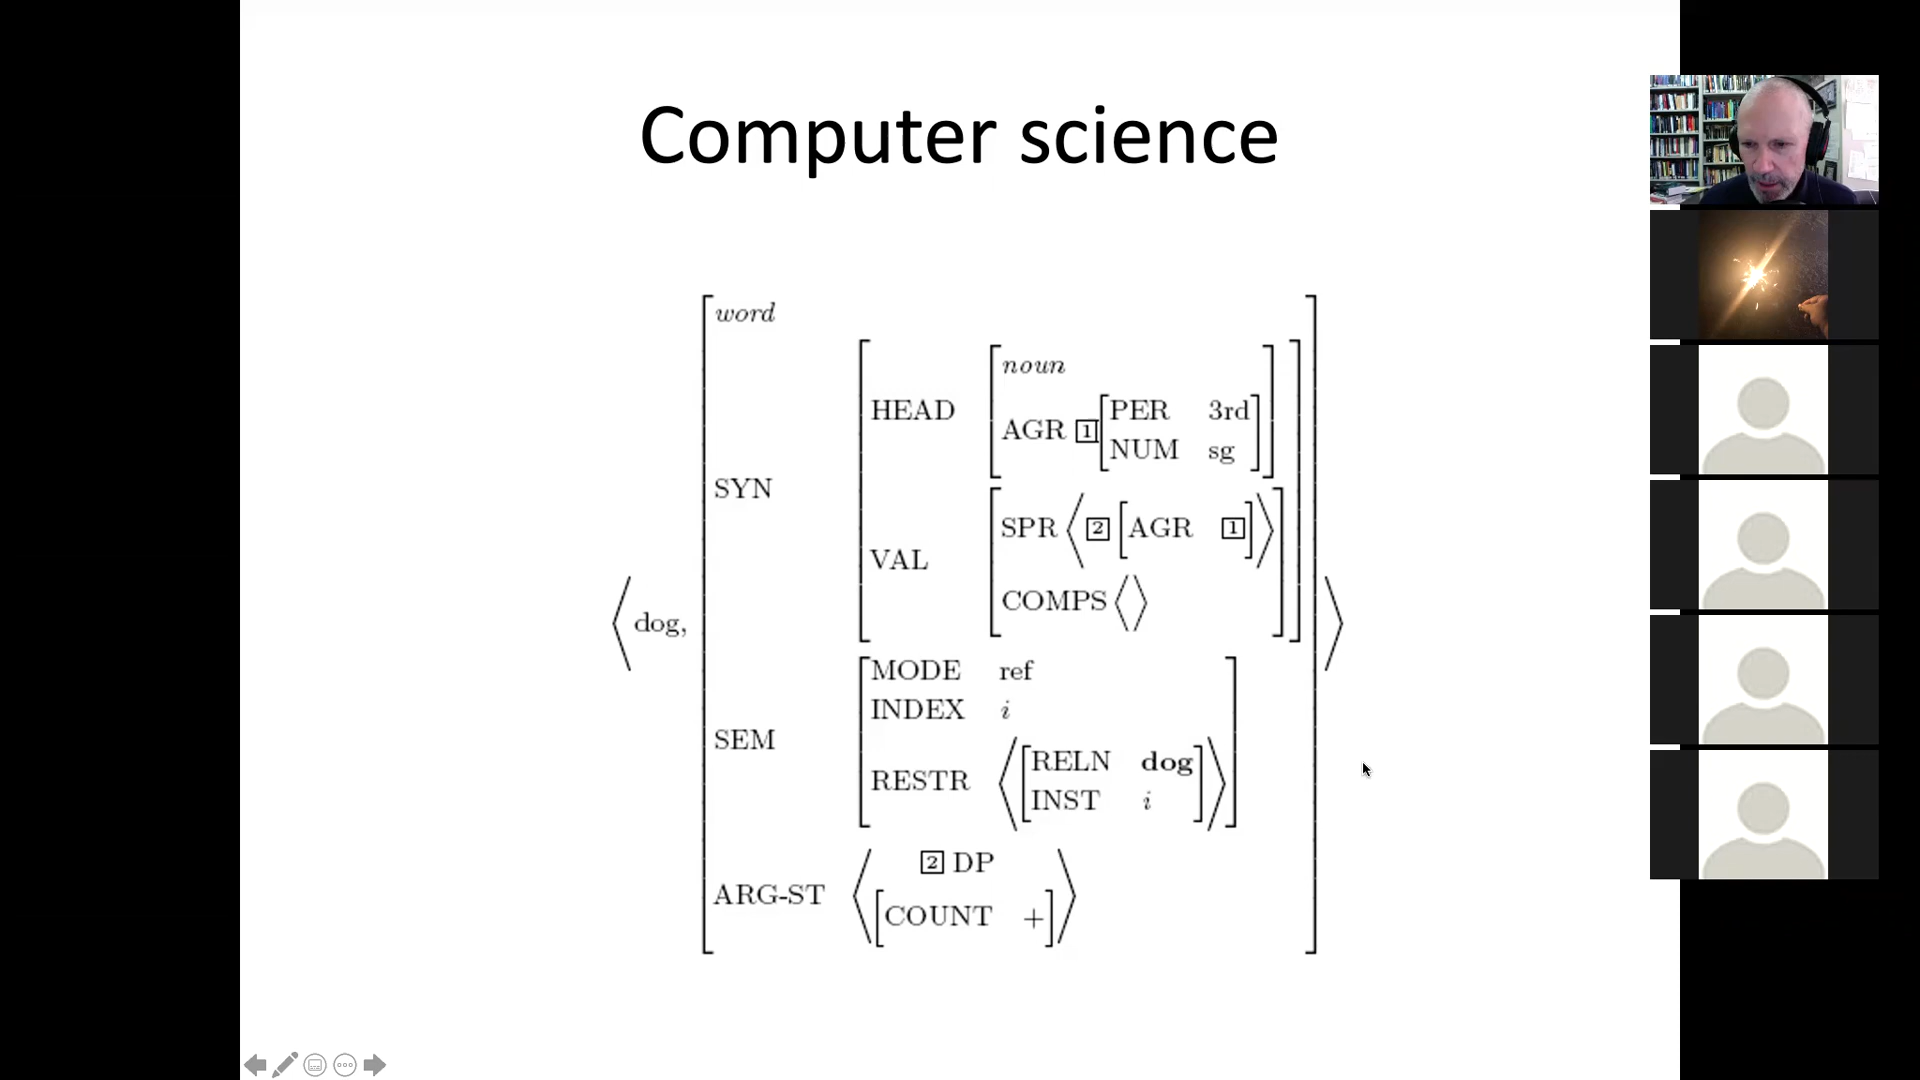 Computer science
word
noun
HEAD
PER 3rd
AGR 1
NUM sg
SYN
SPR ⟨ 2 [AGR 1] ⟩
VAL
COMPS ⟨ ⟩
⟨ dog,
MODE ref
INDEX i
SEM
RELN dog
RESTR
INST i
2 DP
ARG-ST
COUNT +